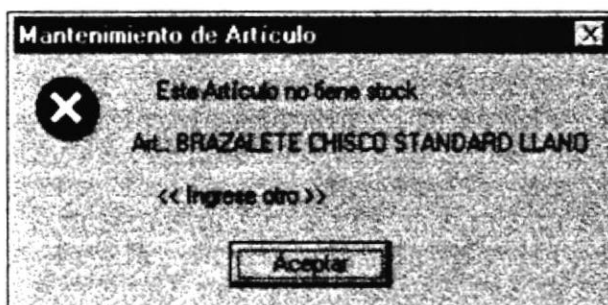 Mantenimiento de Artículo
Este Artículo no tiene stock
Art.: BRAZALETE CHISCO STANDARD LLANO
<< Ingrese otro >>
Aceptar